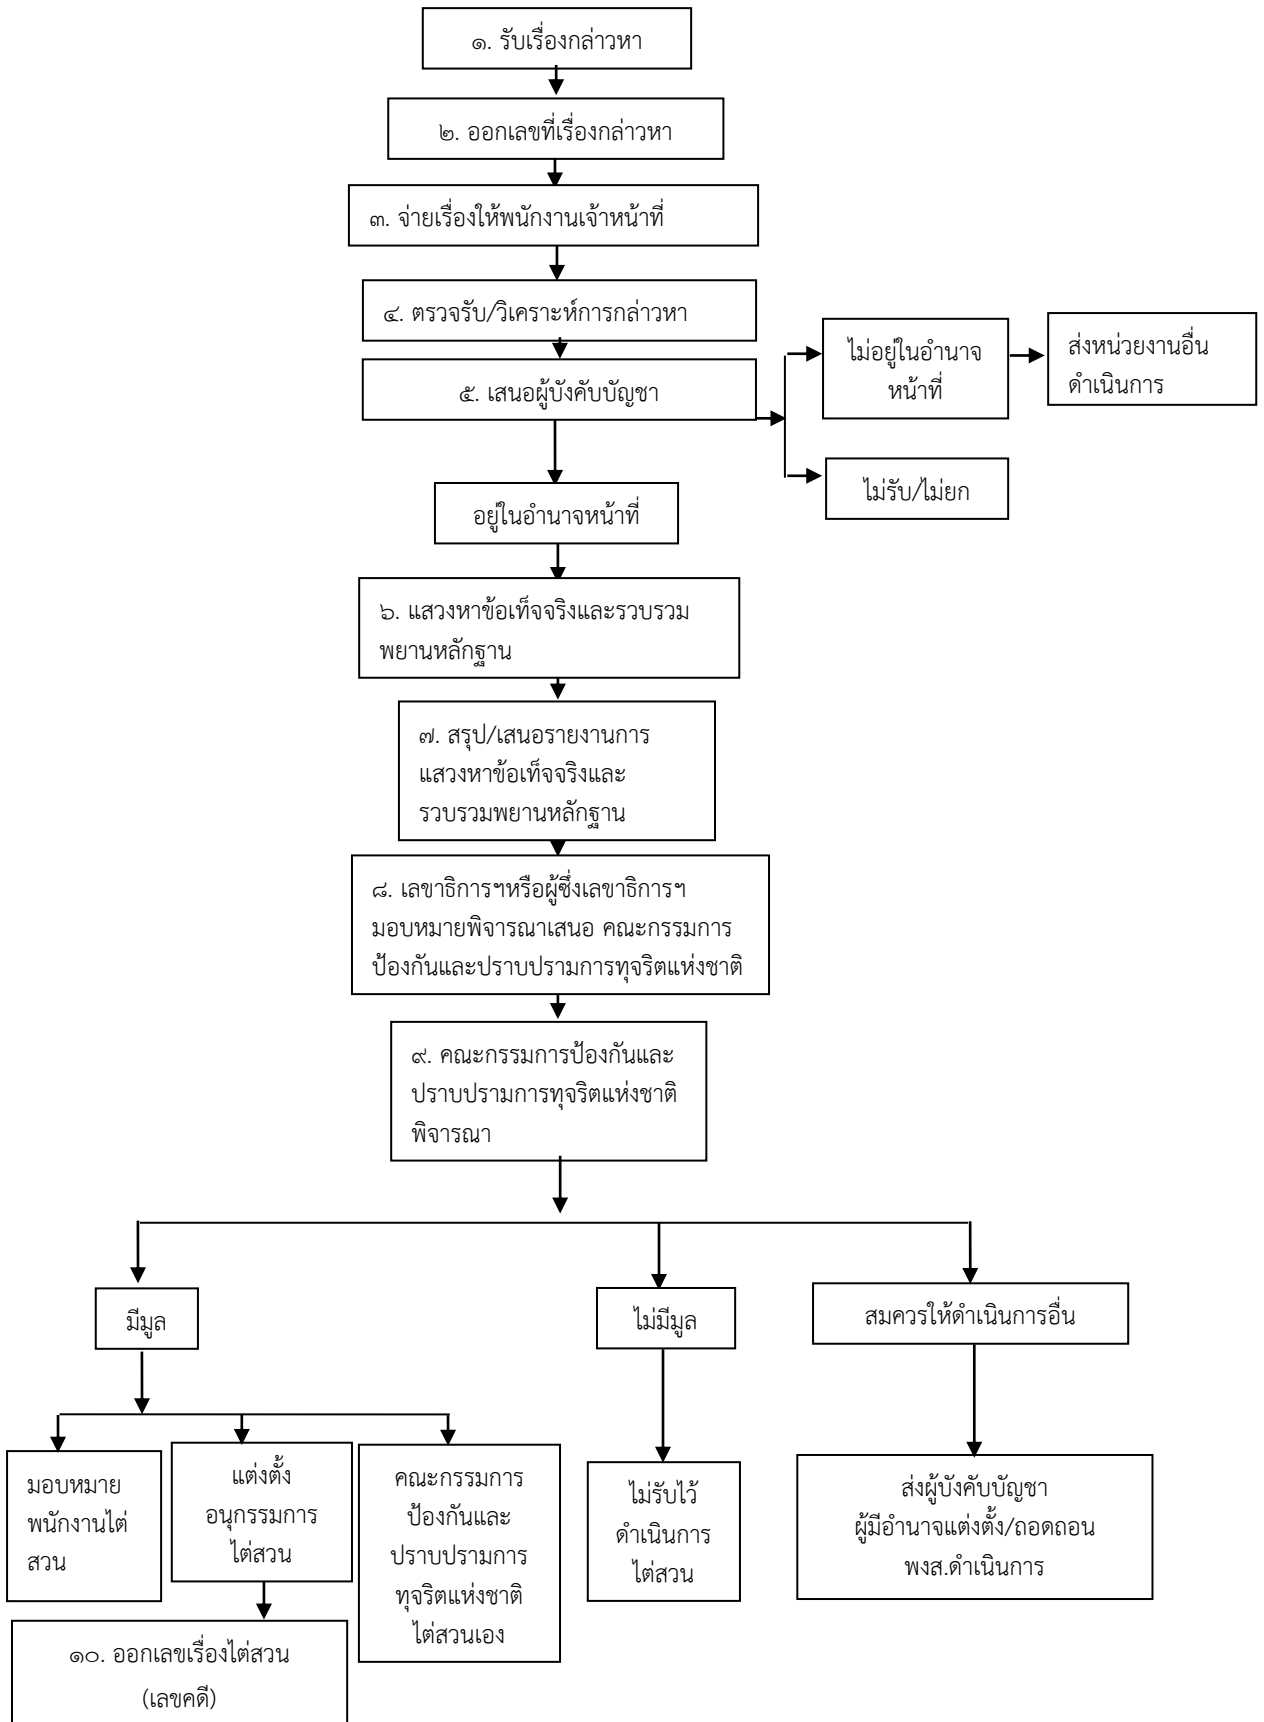 ๑. รับเรื่องกล่าวหา
๒. ออกเลขที่เรื่องกล่าวหา
๓. จ่ายเรื่องให้พนักงานเจ้าหน้าที่
๔. ตรวจรับ/วิเคราะห์การกล่าวหา
๕. เสนอผู้บังคับบัญชา
ไม่อยู่ในอำนาจ
หน้าที่
ส่งหน่วยงานอื่น
ดำเนินการ
ไม่รับ/ไม่ยก
อยู่ในอำนาจหน้าที่
๖. แสวงหาข้อเท็จจริงและรวบรวม
พยานหลักฐาน
๗. สรุป/เสนอรายงานการ
แสวงหาข้อเท็จจริงและ
รวบรวมพยานหลักฐาน
๘. เลขาธิการฯหรือผู้ซึ่งเลขาธิการฯ
มอบหมายพิจารณาเสนอ คณะกรรมการ
ป้องกันและปราบปรามการทุจริตแห่งชาติ
๙. คณะกรรมการป้องกันและ
ปราบปรามการทุจริตแห่งชาติ
พิจารณา
มีมูล
ไม่มีมูล
สมควรให้ดำเนินการอื่น
มอบหมาย
พนักงานไต่
สวน
แต่งตั้ง
อนุกรรมการ
ไต่สวน
คณะกรรมการ
ป้องกันและ
ปราบปรามการ
ทุจริตแห่งชาติ
ไต่สวนเอง
ไม่รับไว้
ดำเนินการ
ไต่สวน
ส่งผู้บังคับบัญชา
ผู้มีอำนาจแต่งตั้ง/ถอดถอน
พงส.ดำเนินการ
๑๐. ออกเลขเรื่องไต่สวน
(เลขคดี)